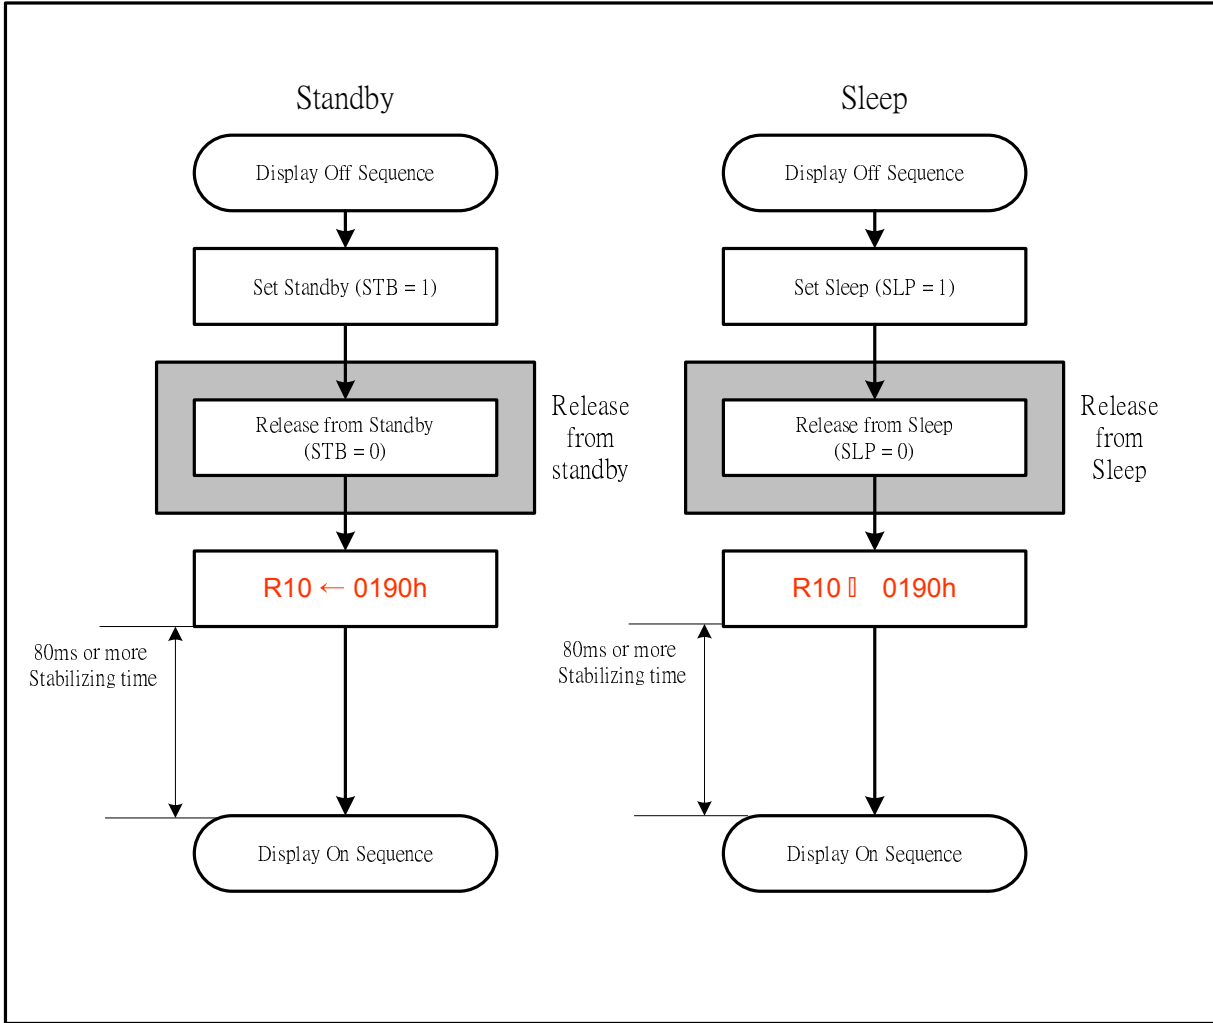 Standby
Display Off Sequence
Set Standby (STB = 1)
Release from Standby
(STB = 0)
Release
from
standby
R10 ← 0190h
80ms or more
Stabilizing time
Display On Sequence
Sleep
Display Off Sequence
Set Sleep (SLP = 1)
Release from Sleep
(SLP = 0)
Release
from
Sleep
R10 ▯ 0190h
80ms or more
Stabilizing time
Display On Sequence